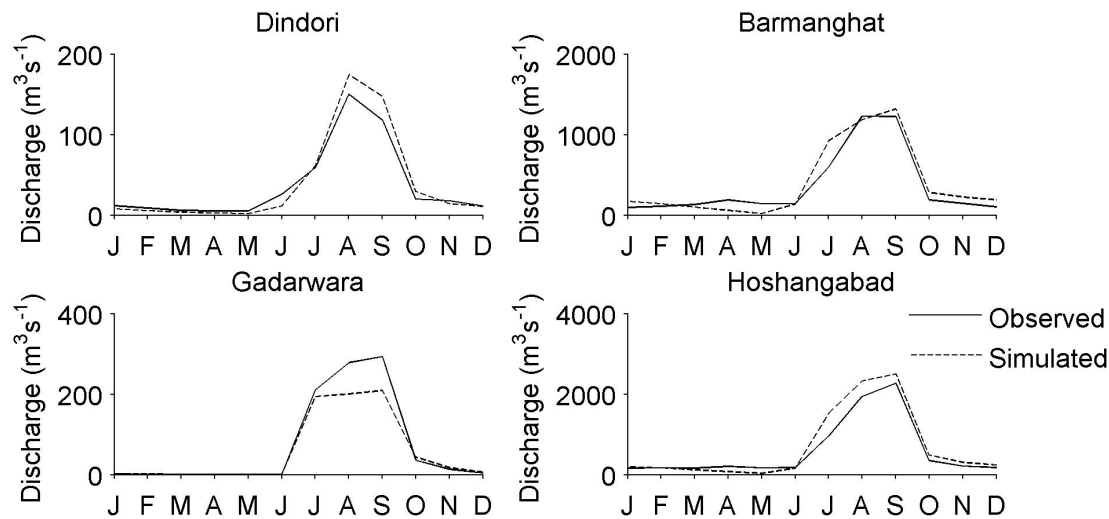 Dindori
Discharge (m³s⁻¹)
200
100
0
J F M A M J J A S O N D
Barmanghat
Discharge (m³s⁻¹)
2000
1000
0
J F M A M J J A S O N D
Gadarwara
Discharge (m³s⁻¹)
400
200
0
J F M A M J J A S O N D
Hoshangabad
Discharge (m³s⁻¹)
4000
2000
0
J F M A M J J A S O N D
Observed
Simulated